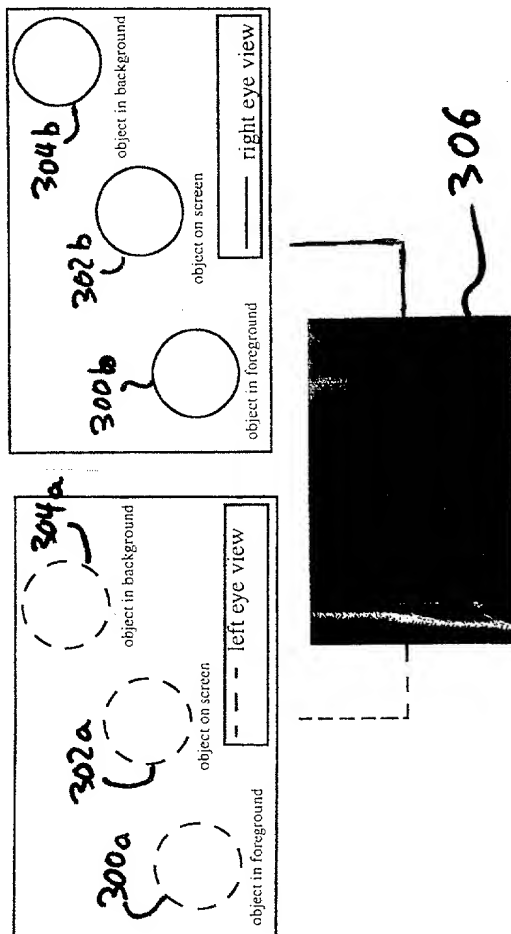 304a
302a
300a
object in background
object on screen
object in foreground
left eye view
304b
302b
300b
object in background
object on screen
object in foreground
right eye view
306